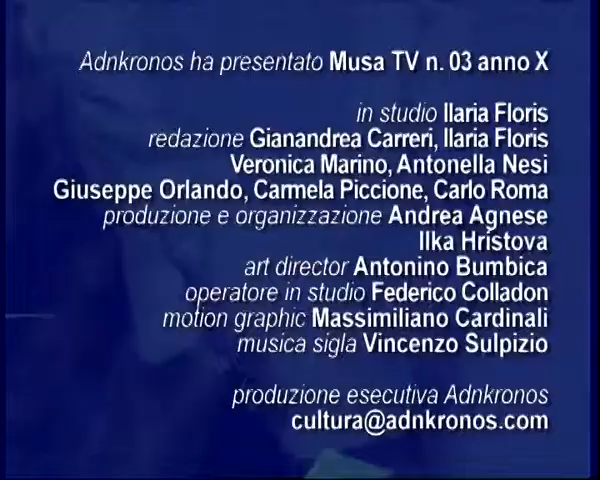 Adnkronos ha presentato Musa TV n. 03 anno X
in studio Ilaria Floris
redazione Gianandrea Carreri, Ilaria Floris
Veronica Marino, Antonella Nesi
Giuseppe Orlando, Carmela Piccione, Carlo Roma
produzione e organizzazione Andrea Agnese
Ilka Hristova
art director Antonino Bumbica
operatore in studio Federico Colladon
motion graphic Massimiliano Cardinali
musica sigla Vincenzo Sulpizio
produzione esecutiva Adnkronos
cultura@adnkronos.com